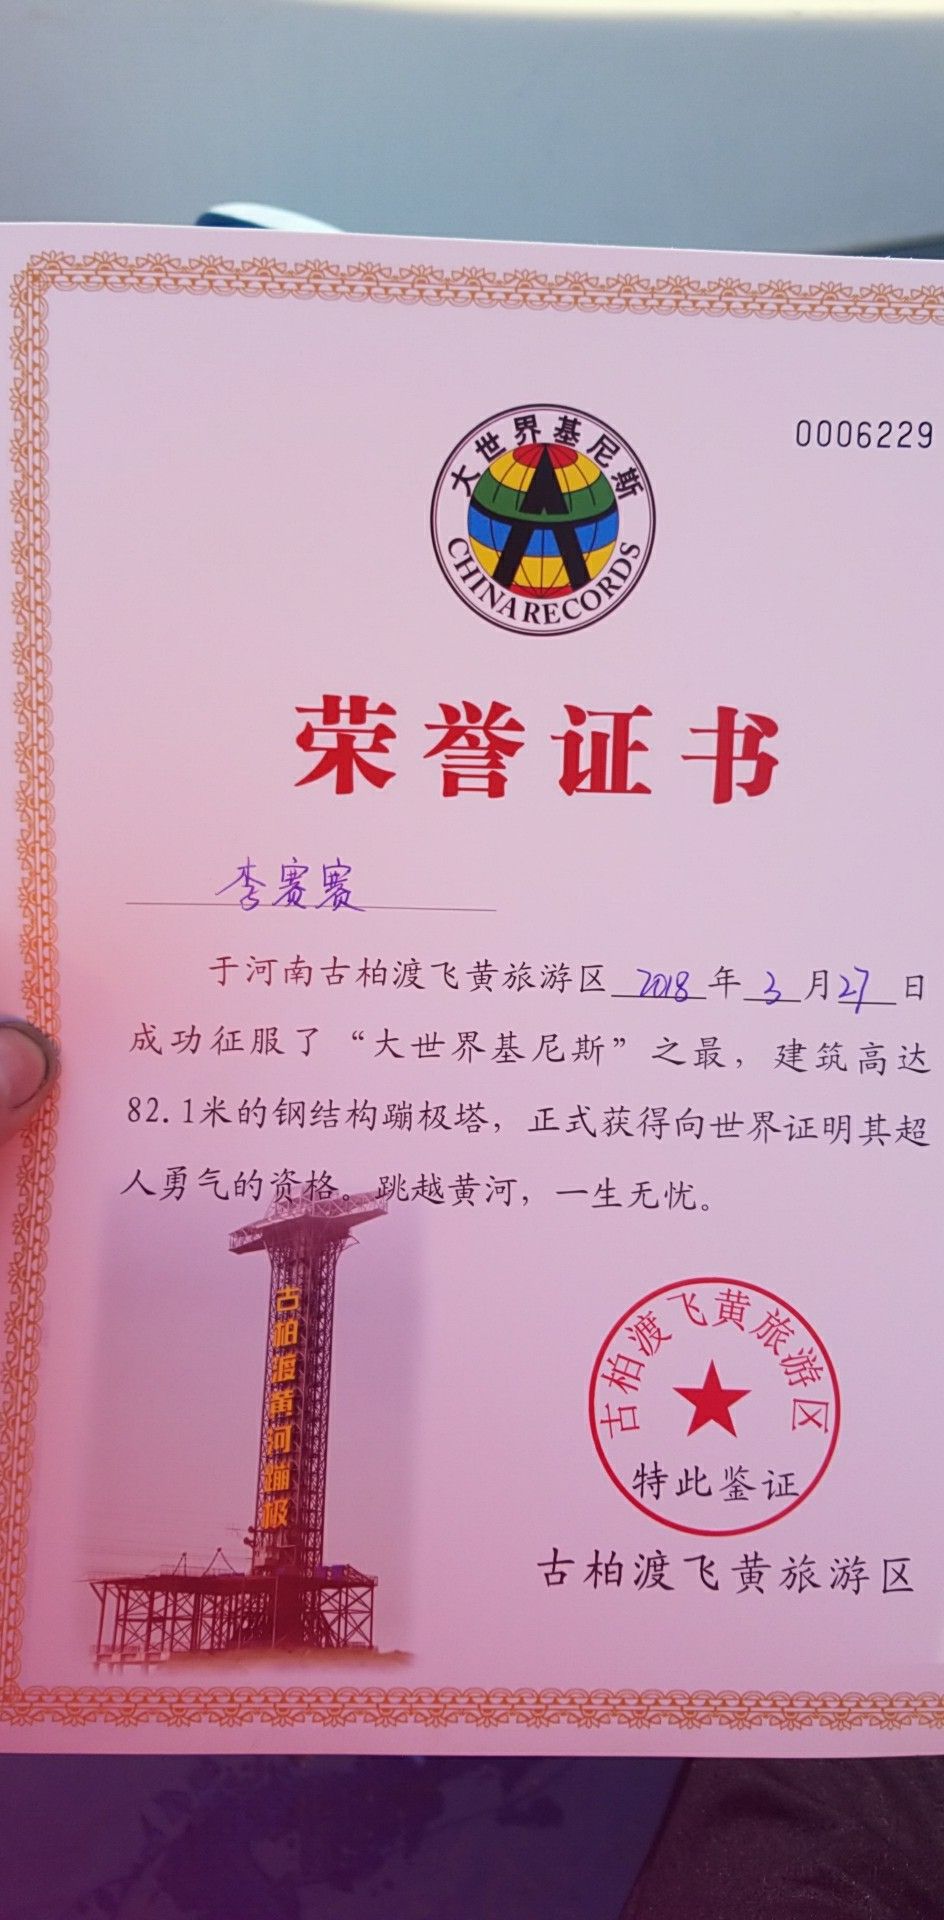 0006229
大世界基尼斯
CHINA RECORDS
荣誉证书
李赛赛
于河南古柏渡飞黄旅游区 2018 年 3 月 27 日
成功征服了“大世界基尼斯”之最，建筑高达
82.1米的钢结构蹦极塔，正式获得向世界证明其超
人勇气的资格。跳越黄河，一生无忧。
古柏渡黄河蹦极
古柏渡飞黄旅游区
特此鉴证
古柏渡飞黄旅游区